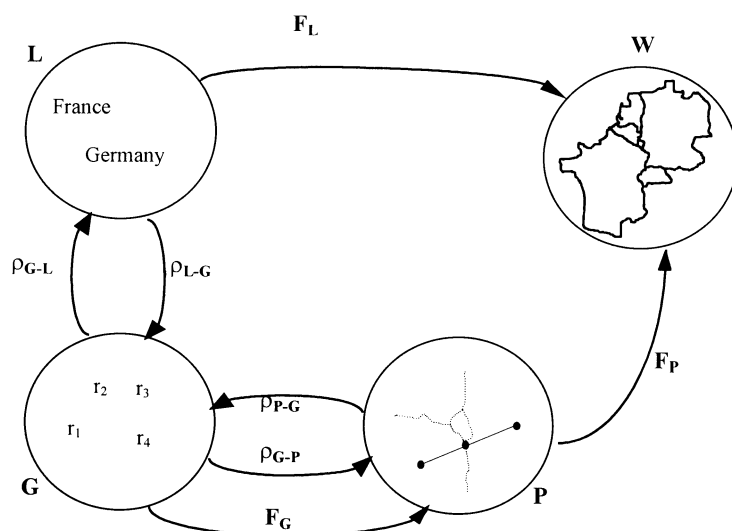 F_L
L
W
France
Germany
ρ_G-L
ρ_L-G
F_P
r_2 r_3
ρ_P-G
r_1
r_4
ρ_G-P
G
P
F_G